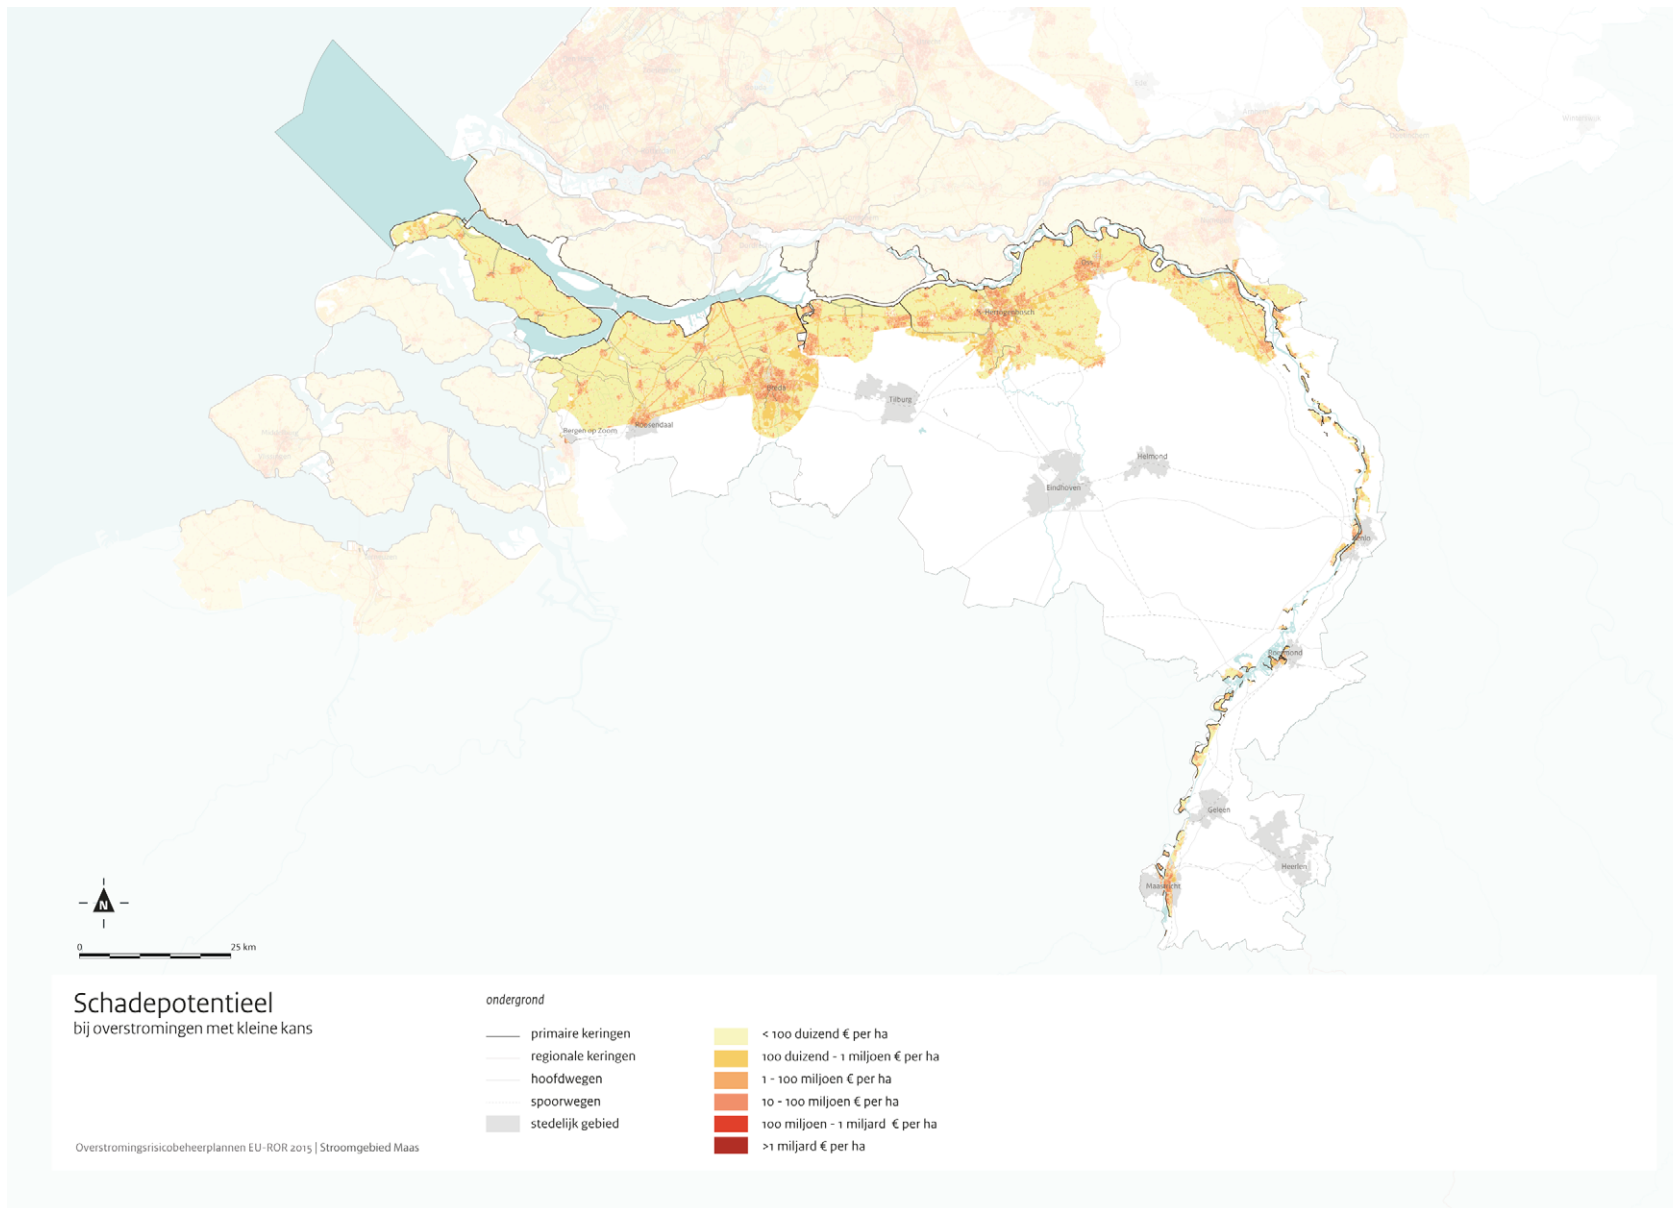 Winterswijk
Oss
's Hertogenbosch
Breda
Tilburg
Bergen op Zoom
Roosendaal
Helmond
Eindhoven
Venlo
Roermond
Geleen
Heerlen
Maastricht
N
0
25 km
Schadepotentieel
bij overstromingen met kleine kans
Overstromingsrisicobeheerplannen EU-ROR 2015 | Stroomgebied Maas
ondergrond
primaire keringen
regionale keringen
hoofdwegen
spoorwegen
stedelijk gebied
< 100 duizend € per ha
100 duizend - 1 miljoen € per ha
1 - 100 miljoen € per ha
10 - 100 miljoen € per ha
100 miljoen - 1 miljard € per ha
>1 miljard € per ha